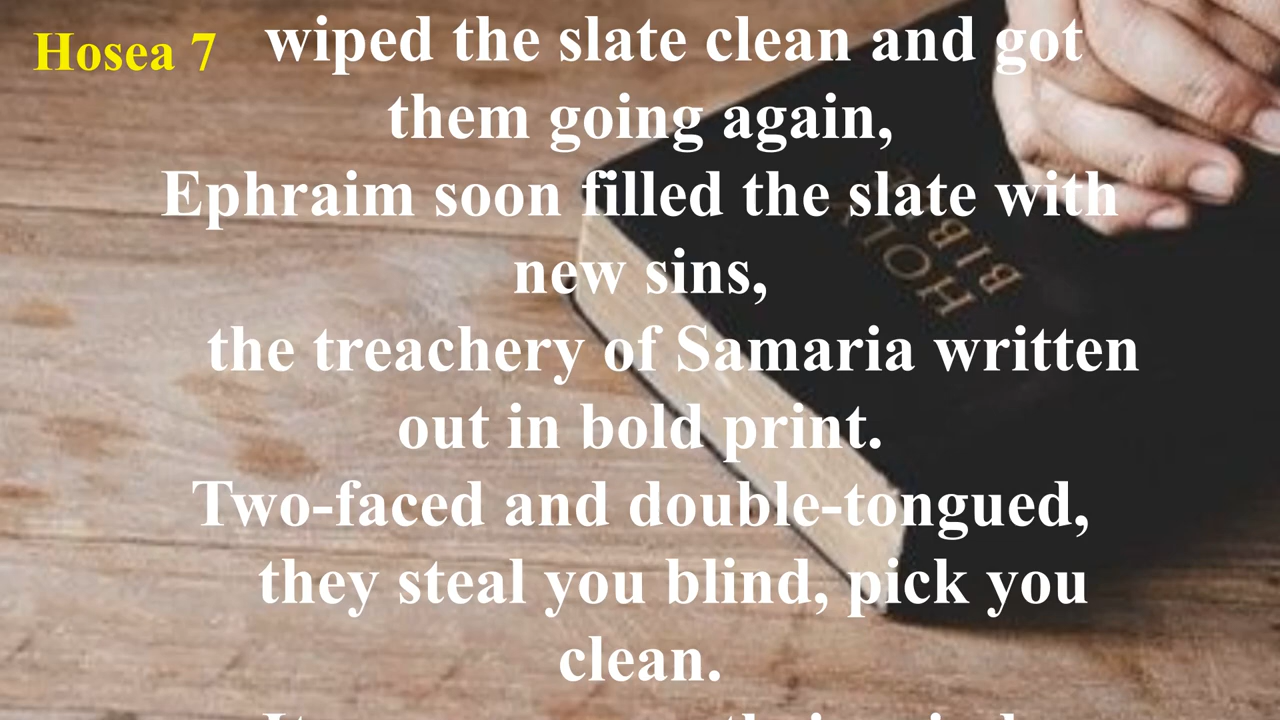 Hosea 7
wiped the slate clean and got
them going again,
Ephraim soon filled the slate with
new sins,
the treachery of Samaria written
out in bold print.
Two-faced and double-tongued,
they steal you blind, pick you
clean.
HOLY
BIBL